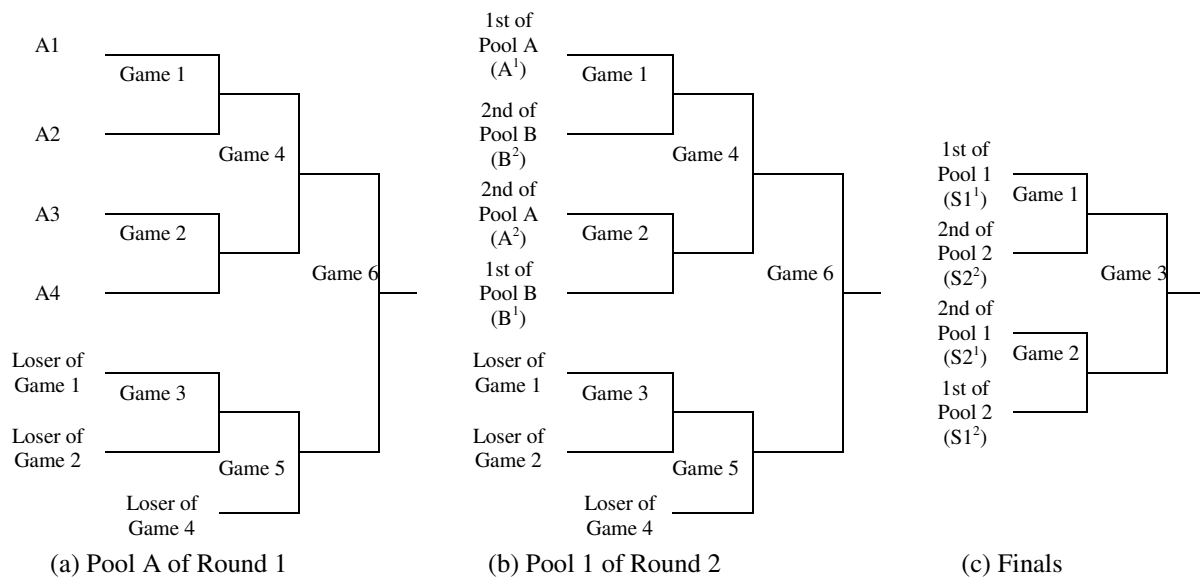 A1
Game 1
A2
Game 4
A3
Game 2
A4
Game 6
Loser of
Game 1
Game 3
Loser of
Game 2
Game 5
Loser of
Game 4
(a) Pool A of Round 1
1st of
Pool A
(A¹)
Game 1
2nd of
Pool B
(B²)
Game 4
2nd of
Pool A
(A²)
Game 2
1st of
Pool B
(B¹)
Game 6
Loser of
Game 1
Game 3
Loser of
Game 2
Game 5
Loser of
Game 4
(b) Pool 1 of Round 2
1st of
Pool 1
(S1¹)
Game 1
2nd of
Pool 2
(S2²)
Game 3
2nd of
Pool 1
(S2¹)
Game 2
1st of
Pool 2
(S1²)
(c) Finals